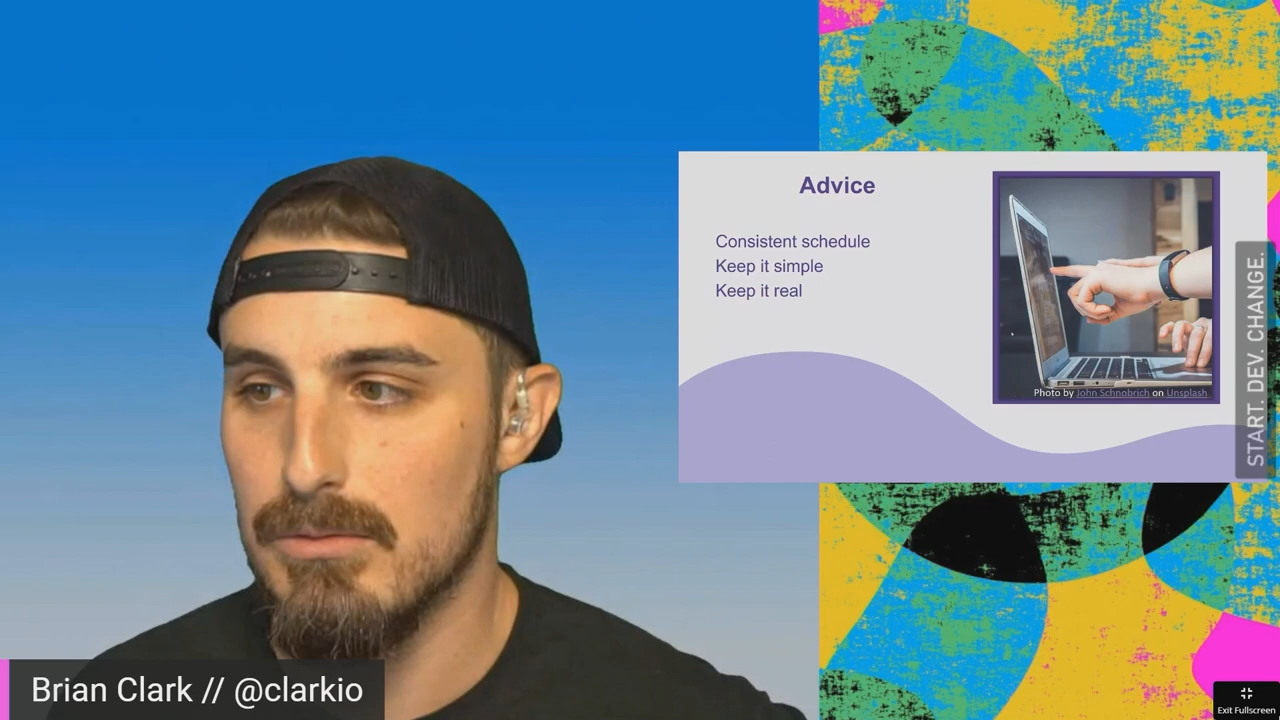 Advice
Consistent schedule
Keep it simple
Keep it real
Photo by John Schnobrich on Unsplash
START. DEV. CHANGE.
Brian Clark // @clarkio
Exit Fullscreen